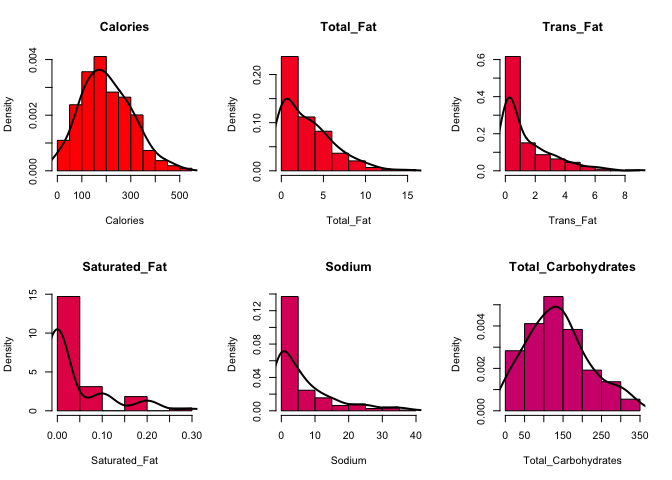 Calories
Density
0.000 0.002 0.004
0 100 300 500
Calories
Total_Fat
Density
0.00 0.10 0.20
0 5 10 15
Total_Fat
Trans_Fat
Density
0.0 0.2 0.4 0.6
0 2 4 6 8
Trans_Fat
Saturated_Fat
Density
0 5 10 15
0.00 0.10 0.20 0.30
Saturated_Fat
Sodium
Density
0.00 0.04 0.08 0.12
0 10 20 30 40
Sodium
Total_Carbohydrates
Density
0.000 0.002 0.004
0 50 150 250 350
Total_Carbohydrates